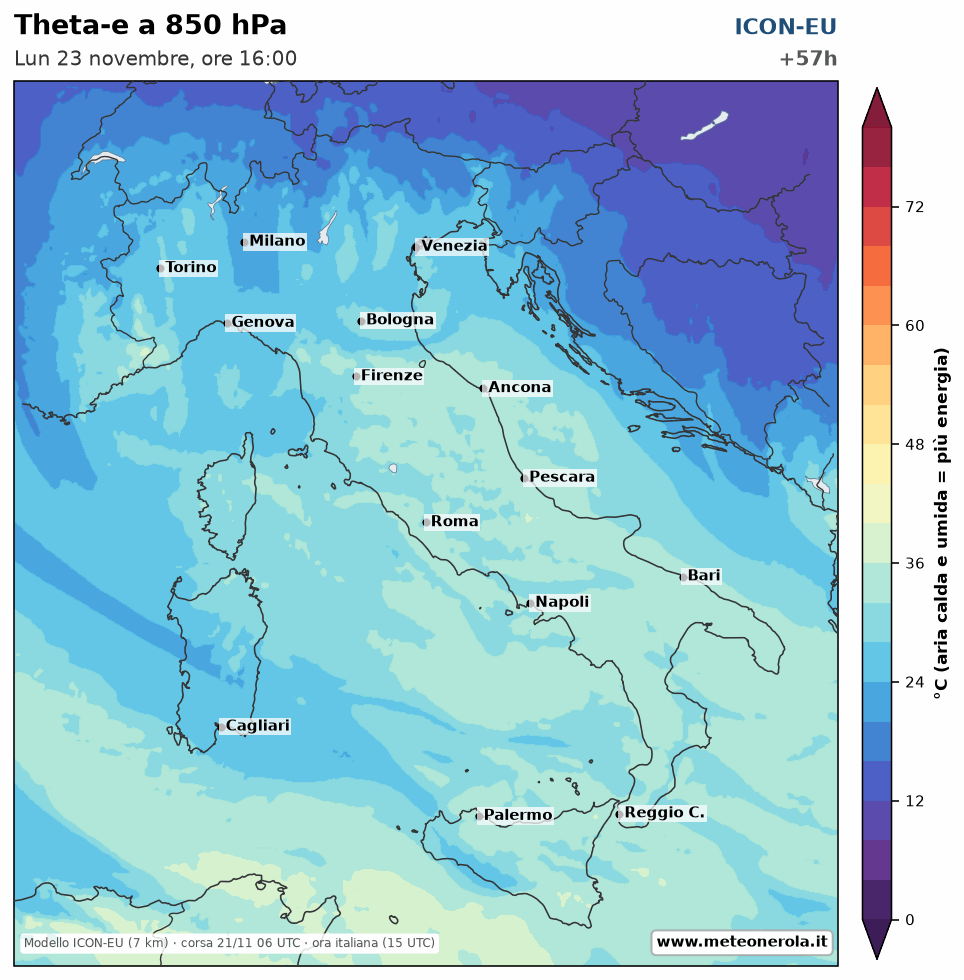 Theta-e a 850 hPa
ICON-EU
Lun 23 novembre, ore 16:00
+57h
Milano
Venezia
Torino
Genova
Bologna
Firenze
Ancona
Pescara
Roma
Bari
Napoli
Cagliari
Palermo
Reggio C.
72
60
48
36
24
12
0
°C (aria calda e umida = più energia)
Modello ICON-EU (7 km) · corsa 21/11 06 UTC · ora italiana (15 UTC)
www.meteonerola.it